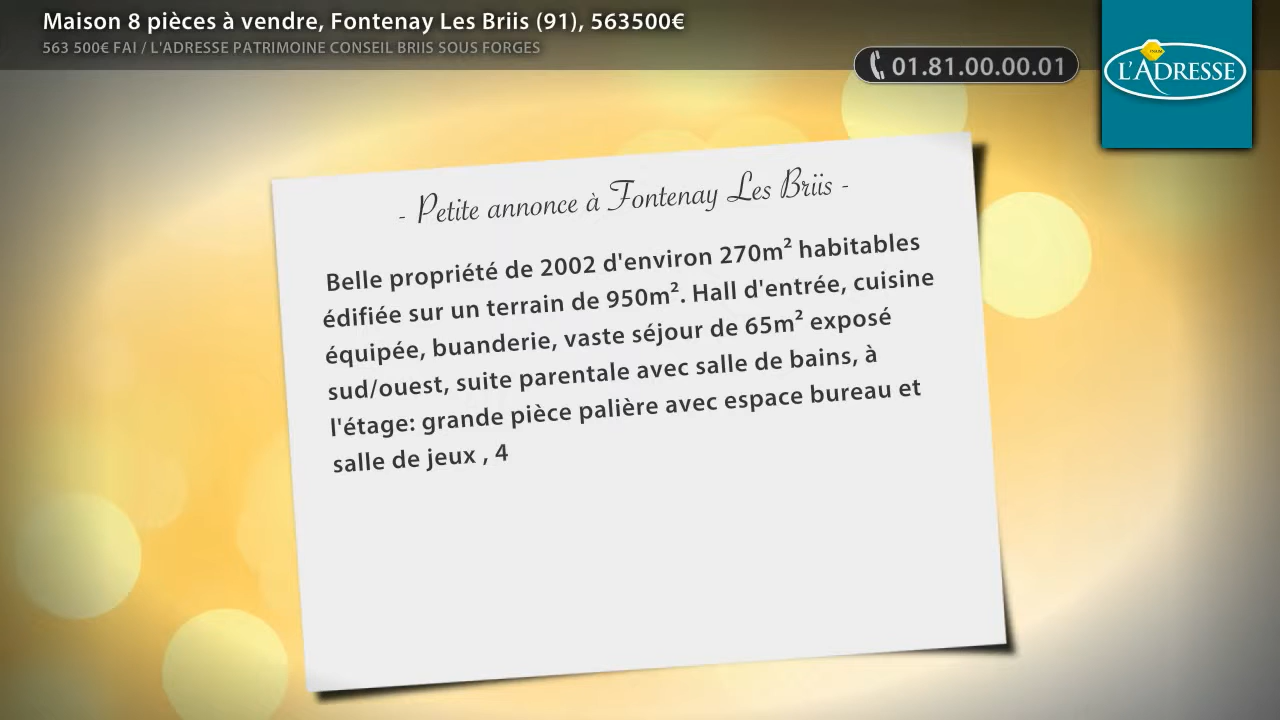 Maison 8 pièces à vendre, Fontenay Les Briis (91), 563500€
563 500€ FAI / L'ADRESSE PATRIMOINE CONSEIL BRIIS SOUS FORGES
01.81.00.00.01
L'ADRESSE
- Petite annonce à Fontenay Les Briis -
Belle propriété de 2002 d'environ 270m² habitables
édifiée sur un terrain de 950m². Hall d'entrée, cuisine
équipée, buanderie, vaste séjour de 65m² exposé
sud/ouest, suite parentale avec salle de bains, à
l'étage: grande pièce palière avec espace bureau et
salle de jeux , 4